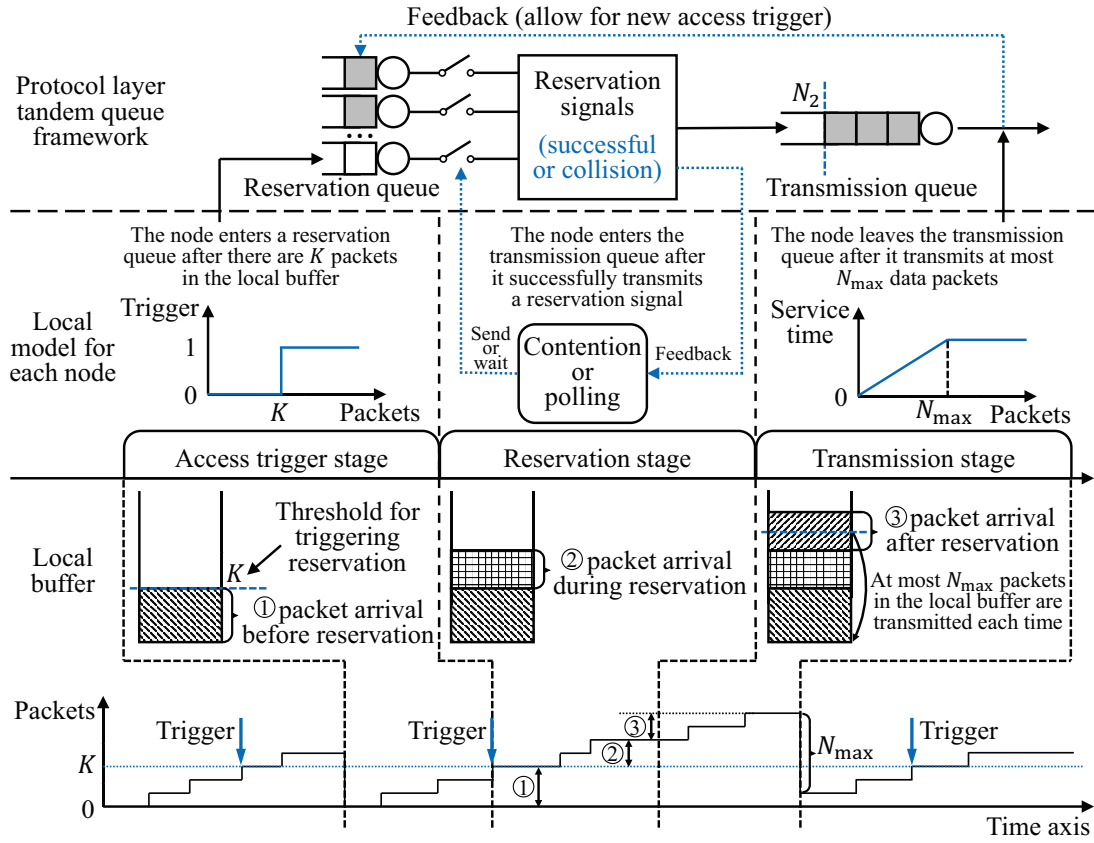 Feedback (allow for new access trigger)
Protocol layer
tandem queue
framework
Reservation
signals
(successful
or collision)
N₂
Reservation queue
Transmission queue
The node enters a reservation
queue after there are K packets
in the local buffer
The node enters the
transmission queue after
it successfully transmits
a reservation signal
The node leaves the transmission
queue after it transmits at most
Nmax data packets
Local
model for
each node
Trigger
1
0
K
Packets
Send or wait
Contention
or
polling
Feedback
Service
time
0
Nmax
Packets
Access trigger stage
Reservation stage
Transmission stage
Local
buffer
Threshold for
triggering
reservation
K
① packet arrival
before reservation
② packet arrival
during reservation
③ packet arrival
after reservation
At most Nmax packets
in the local buffer are
transmitted each time
Packets
Trigger
Trigger
③
②
①
Nmax
Trigger
K
0
Time axis